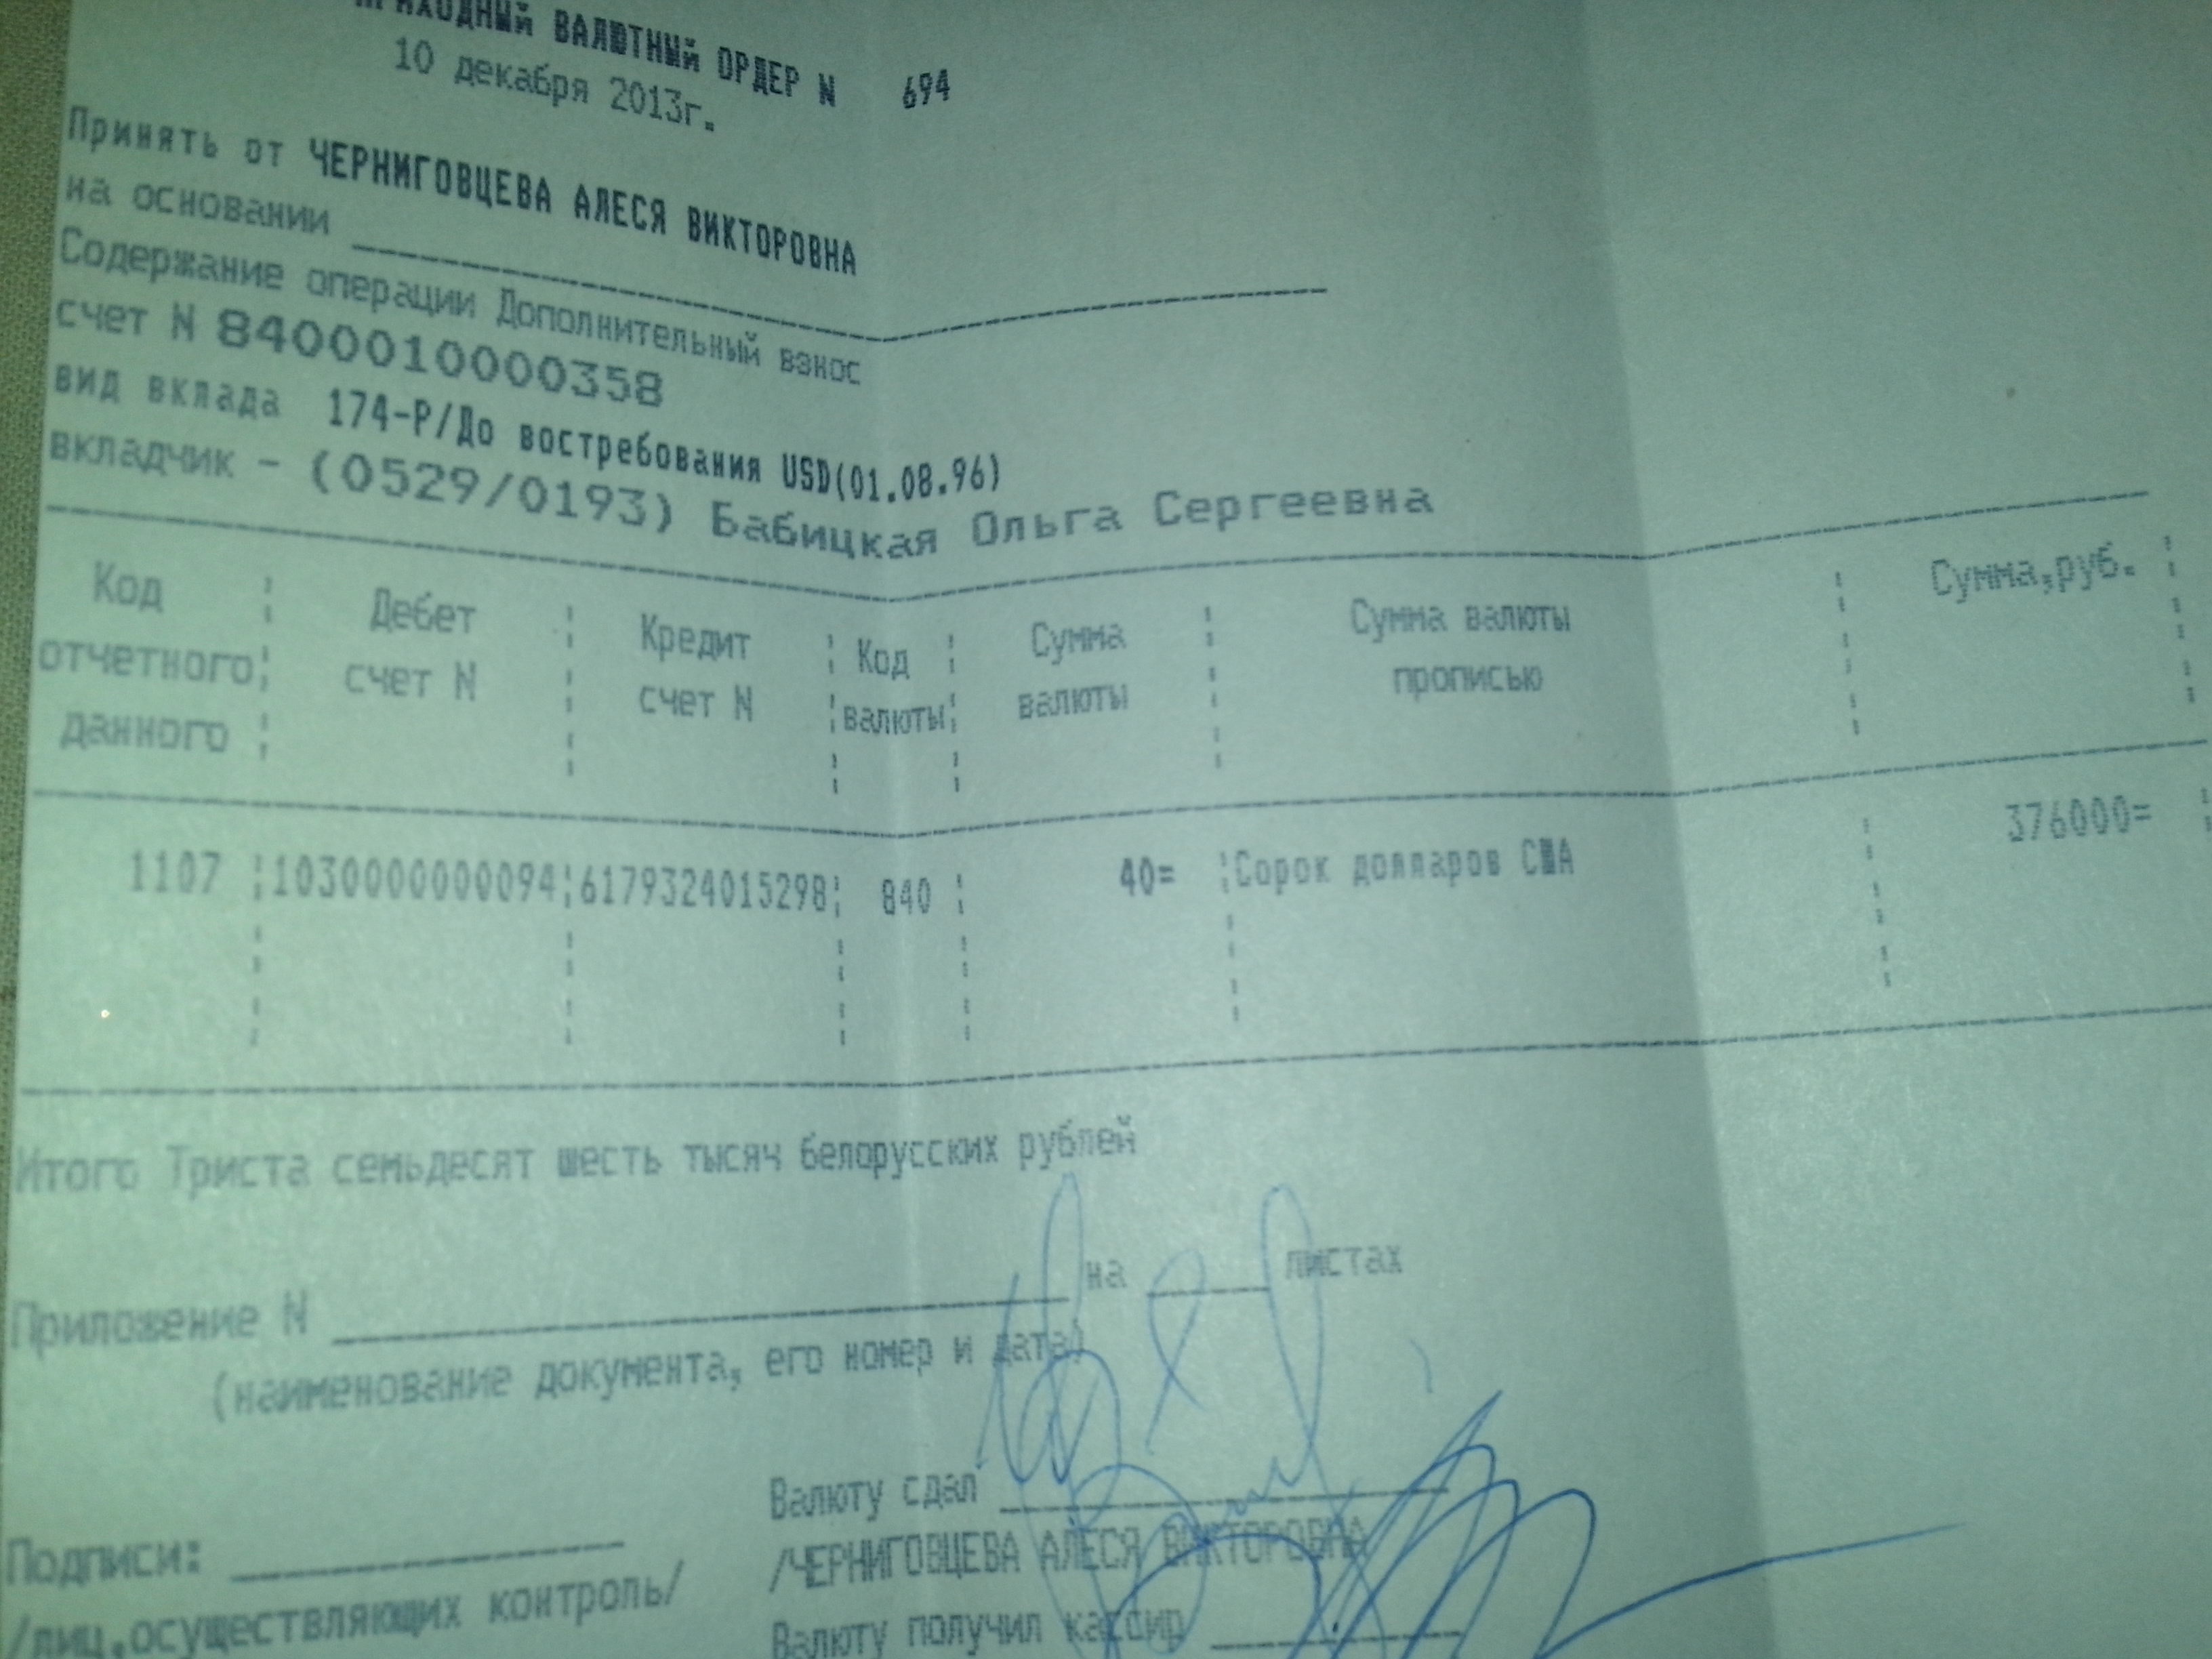 ПРИХОДНЫЙ ВАЛЮТНЫЙ ОРДЕР N 694
10 декабря 2013г.
Принять от ЧЕРНИГОВЦЕВА АЛЕСЯ ВИКТОРОВНА
на основании
Содержание операции Дополнительный взнос
счет N 8400010000358
вид вклада 174-Р/До востребования USD(01.08.96)
вкладчик - (0529/0193) Бабицкая Ольга Сергеевна
Код отчетного данного
Дебет счет N
Кредит счет N
Код валюты
Сумма валюты
Сумма валюты прописью
Сумма,руб.
1107 1030000000094 6179324015298 840 40= Сорок долларов США 376000=
Итого Триста семьдесят шесть тысяч белорусских рублей
Приложение N на листах
(наименование документа, его номер и дата)
Валюту сдал
Подписи: /ЧЕРНИГОВЦЕВА АЛЕСЯ ВИКТОРОВНА
/лиц,осуществляющих контроль/ Валюту получил кассир